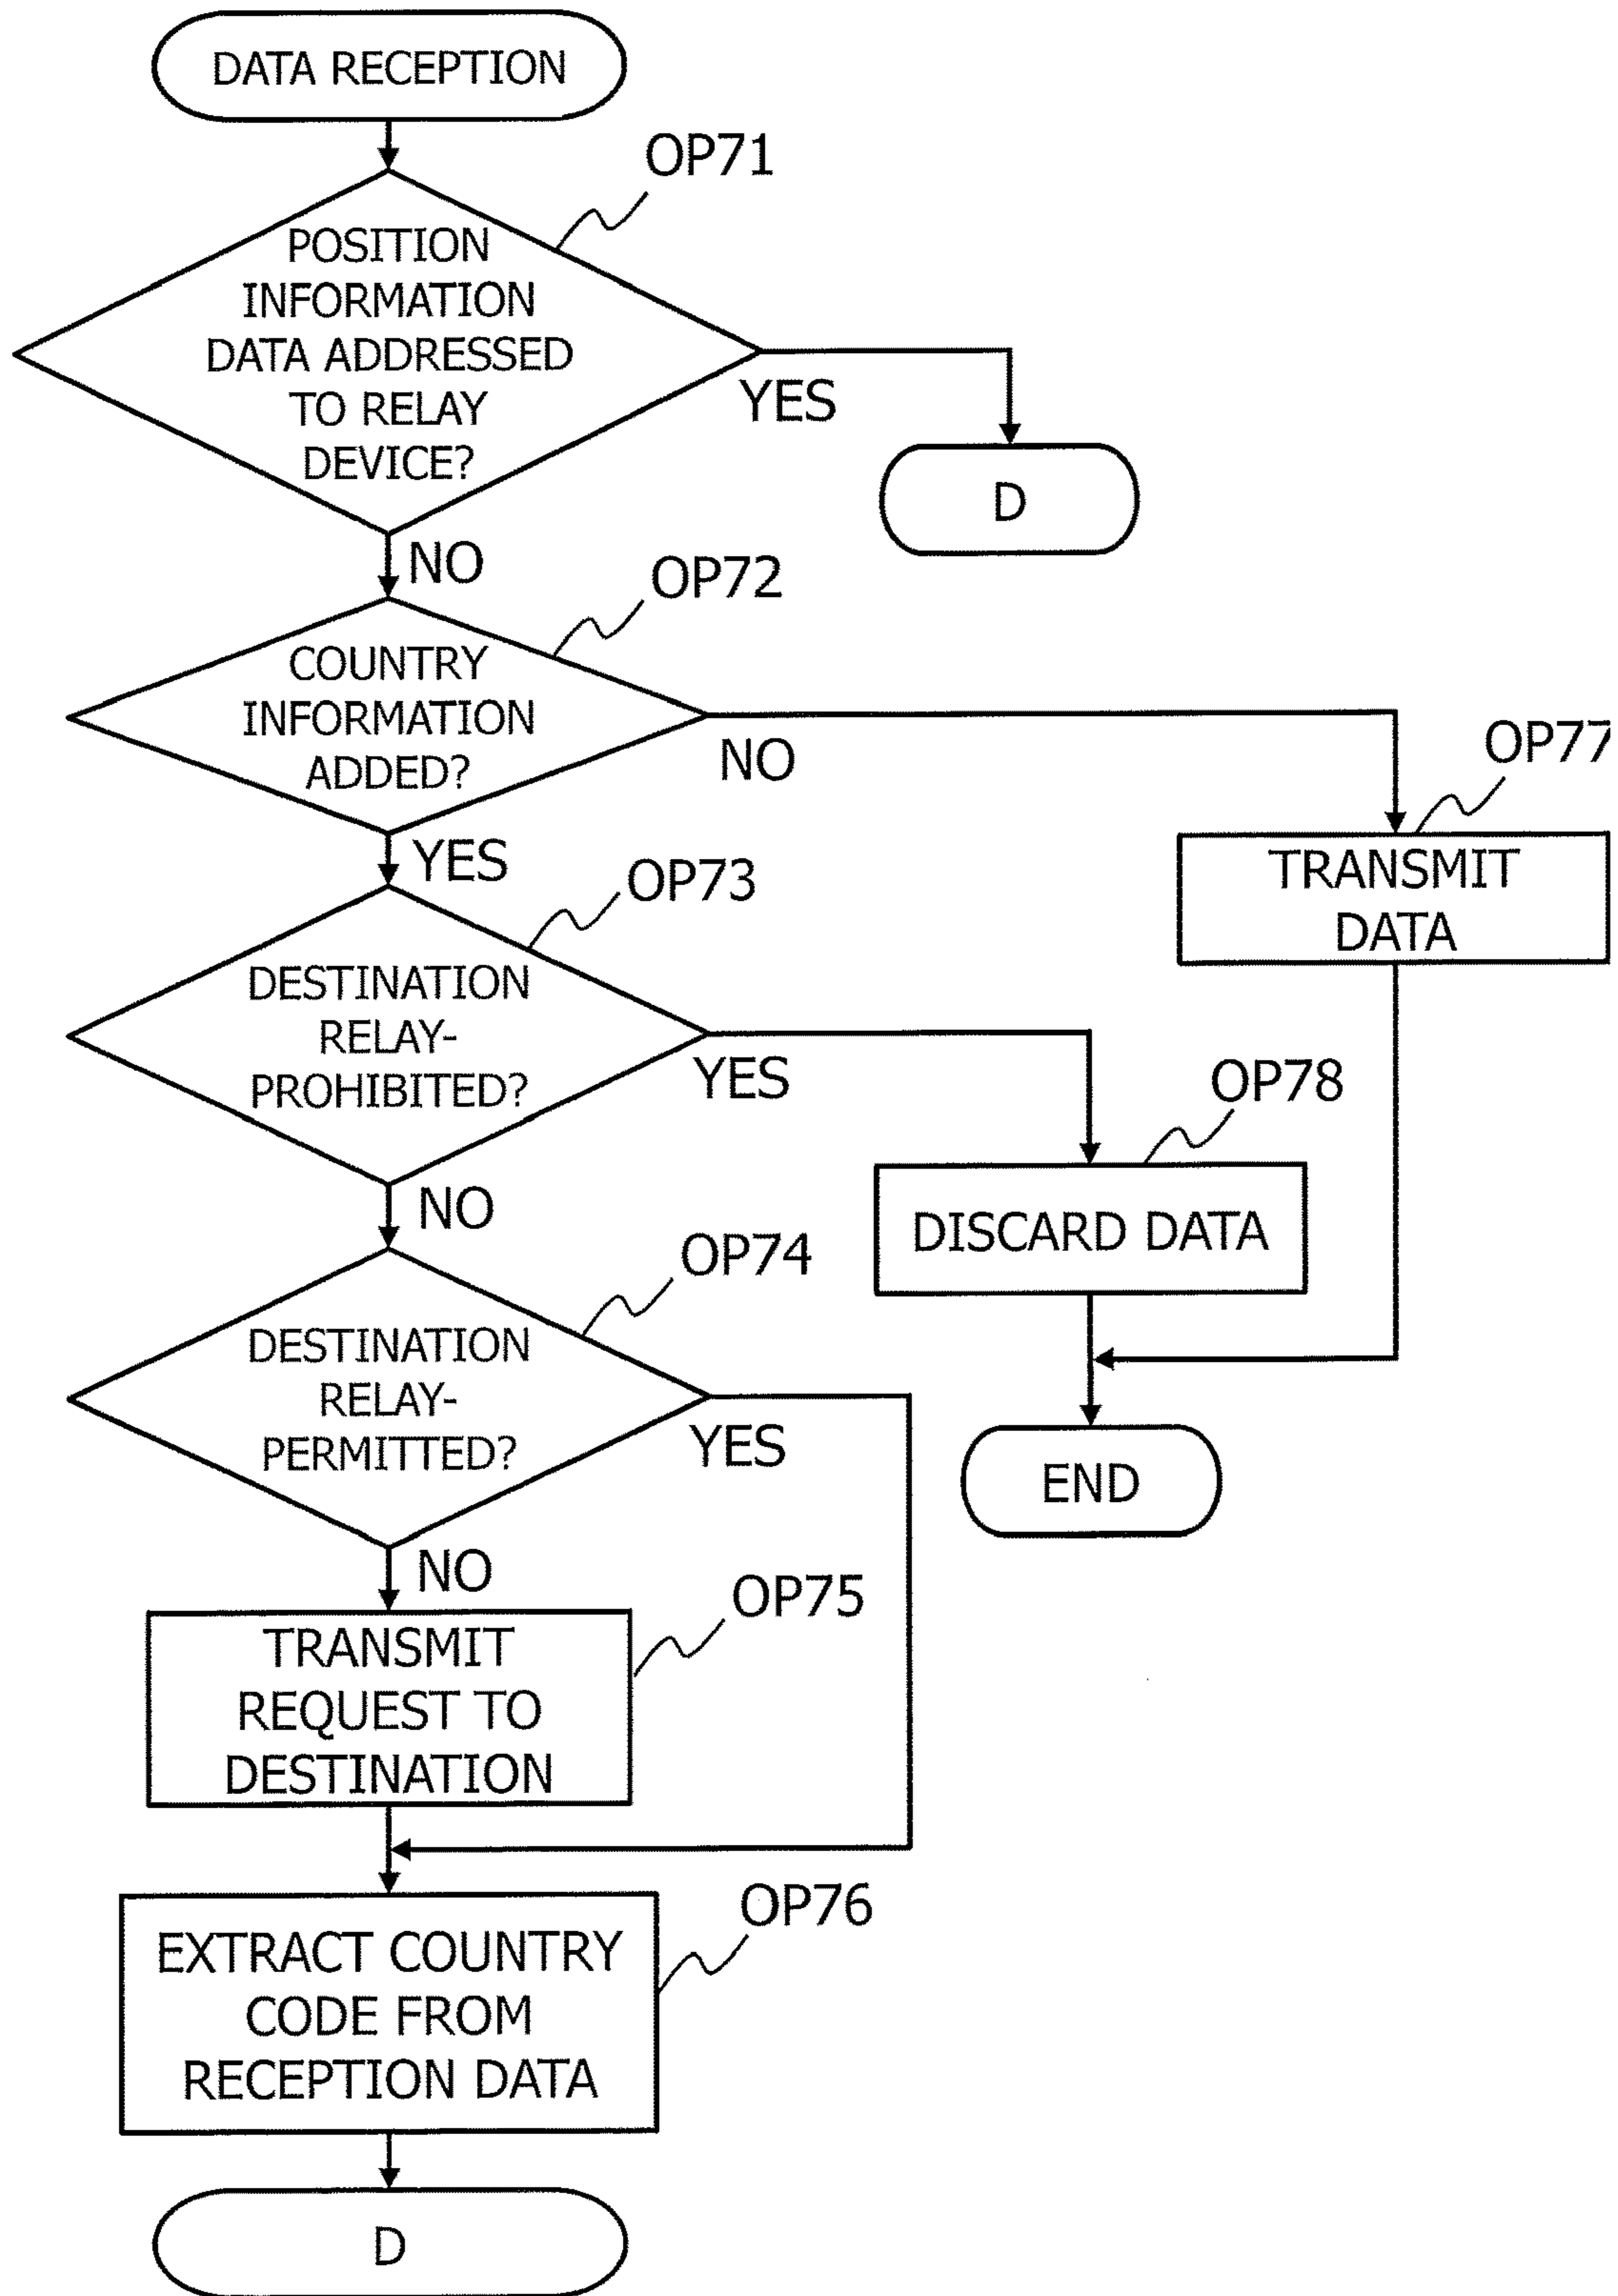 DATA RECEPTION
OP71
POSITION
INFORMATION
DATA ADDRESSED
TO RELAY
DEVICE?
YES
D
NO
OP72
COUNTRY
INFORMATION
ADDED?
NO
OP77
TRANSMIT
DATA
YES
OP73
DESTINATION
RELAY-
PROHIBITED?
YES
OP78
DISCARD DATA
NO
OP74
DESTINATION
RELAY-
PERMITTED?
YES
END
NO
OP75
TRANSMIT
REQUEST TO
DESTINATION
OP76
EXTRACT COUNTRY
CODE FROM
RECEPTION DATA
D